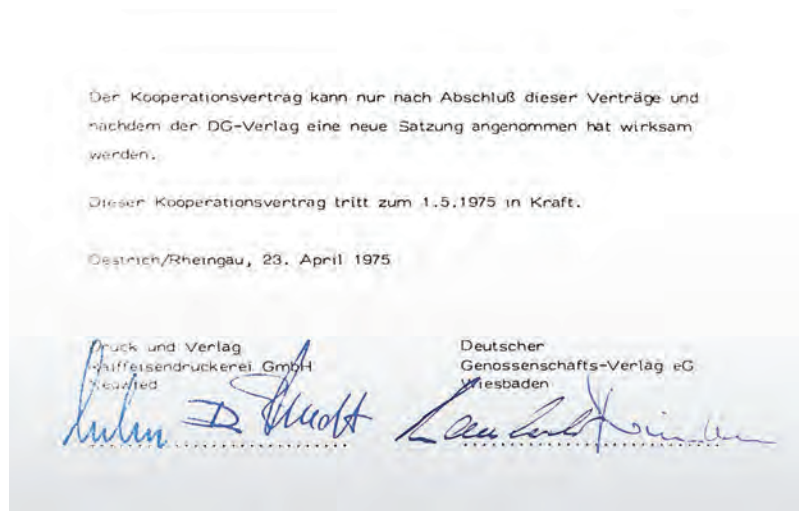 Der Kooperationsvertrag kann nur nach Abschluß dieser Verträge und
nachdem der DG-Verlag eine neue Satzung angenommen hat wirksam
werden.
Dieser Kooperationsvertrag tritt zum 1.5.1975 in Kraft.
Oestrich/Rheingau, 23. April 1975
Druck und Verlag
Raiffeisendruckerei GmbH
Neuwied
Deutscher
Genossenschafts-Verlag eG
Wiesbaden